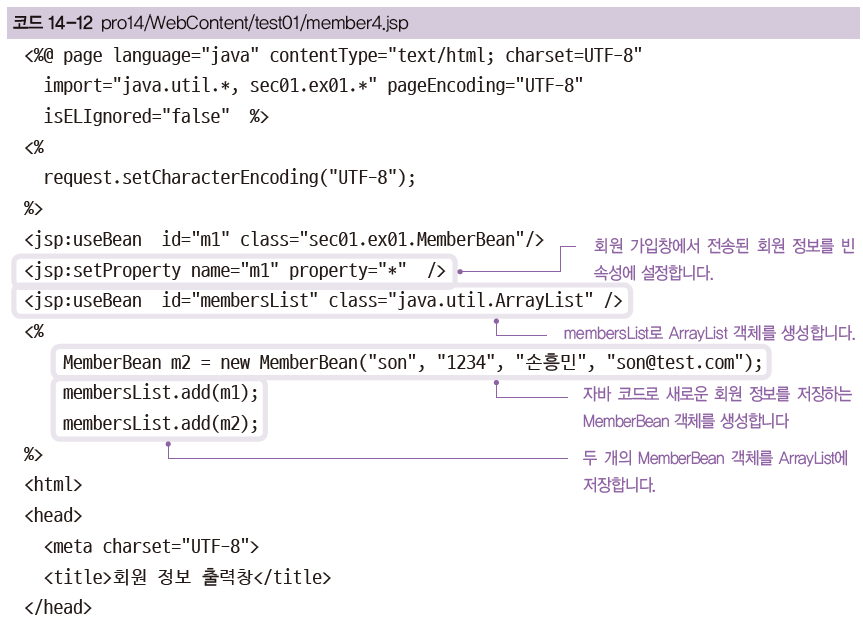 코드 14-12 pro14/WebContent/test01/member4.jsp
<%@ page language="java" contentType="text/html; charset=UTF-8"
import="java.util.*, sec01.ex01.*" pageEncoding="UTF-8"
isELIgnored="false" %>
<%
request.setCharacterEncoding("UTF-8");
%>
<jsp:useBean id="m1" class="sec01.ex01.MemberBean"/>
회원 가입창에서 전송된 회원 정보를 빈
속성에 설정합니다.
<jsp:setProperty name="m1" property="*" />
<jsp:useBean id="membersList" class="java.util.ArrayList" />
membersList로 ArrayList 객체를 생성합니다.
<%
MemberBean m2 = new MemberBean("son", "1234", "손흥민", "son@test.com");
membersList.add(m1);
membersList.add(m2);
자바 코드로 새로운 회원 정보를 저장하는
MemberBean 객체를 생성합니다
두 개의 MemberBean 객체를 ArrayList에
저장합니다.
%>
<html>
<head>
<meta charset="UTF-8">
<title>회원 정보 출력창</title>
</head>